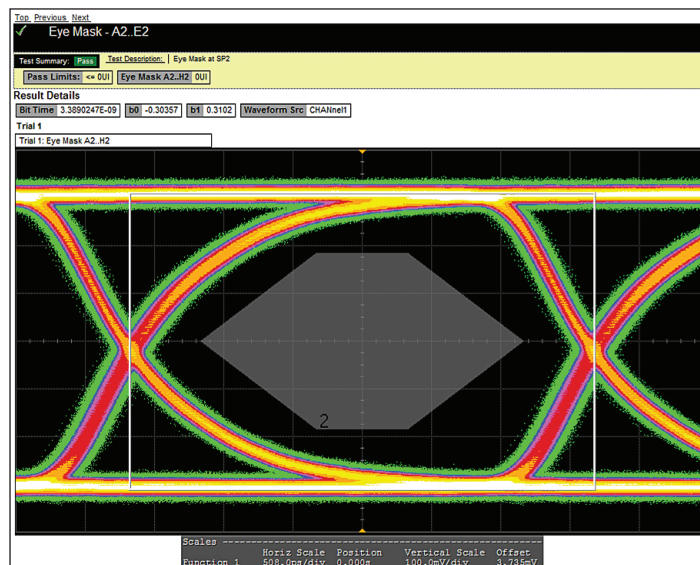 Top Previous Next
Eye Mask - A2..E2
Test Summary: Pass Test Description: Eye Mask at SP2
Pass Limits: <= 0UI Eye Mask A2..H2 0UI
Result Details
Bit Time 3.3890247E-09 b0 -0.30357 b1 0.3102 Waveform Src CHANnel1
Trial 1
Trial 1: Eye Mask A2..H2
2
Scales
Horiz Scale Position Vertical Scale Offset
Function 1 508.0ps/div 0.000s 100.0mV/div 3.735mV